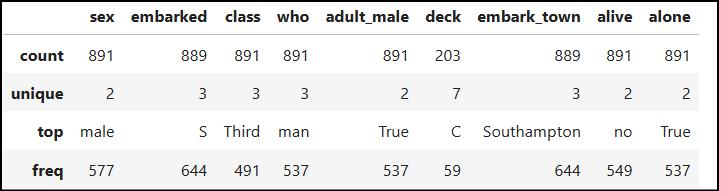 sex embarked class who adult_male deck embark_town alive alone
count 891 889 891 891 891 203 889 891 891
unique 2 3 3 3 2 7 3 2 2
top male S Third man True C Southampton no True
freq 577 644 491 537 537 59 644 549 537